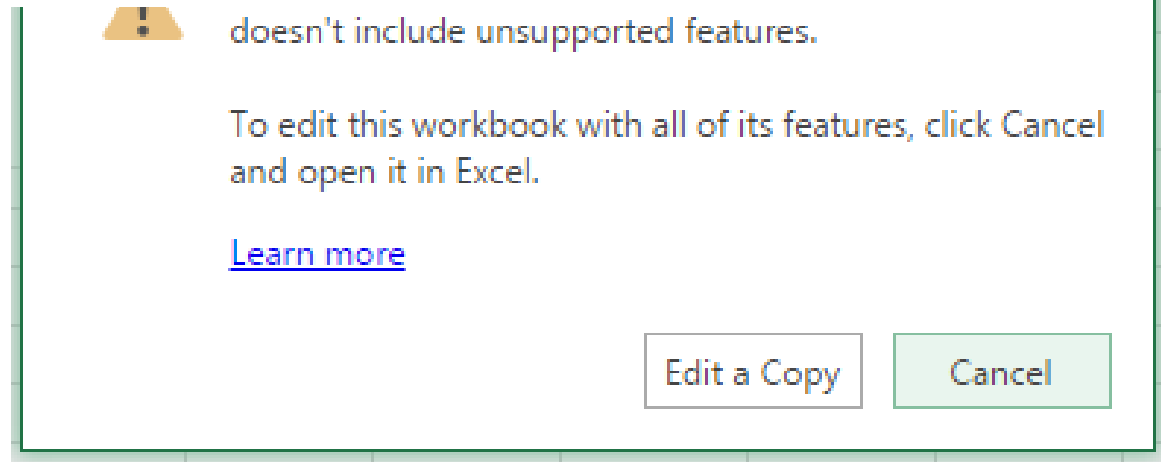 doesn't include unsupported features.
To edit this workbook with all of its features, click Cancel
and open it in Excel.
Learn more
Edit a Copy
Cancel